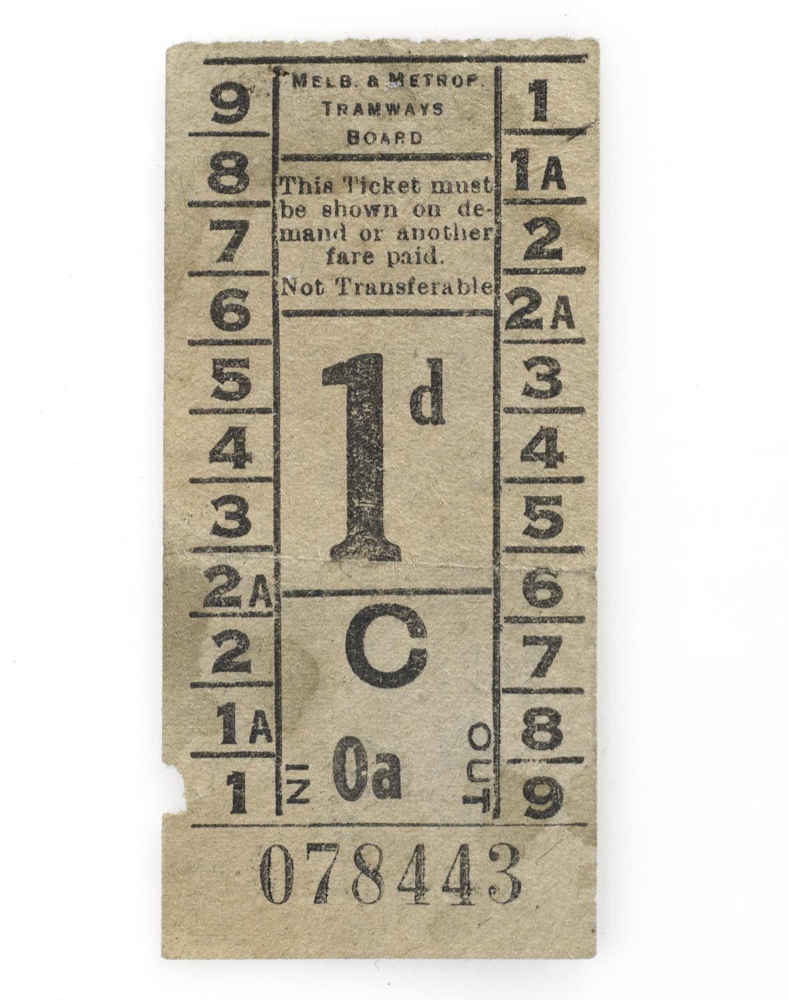 MELB. & METROP.
TRAMWAYS
BOARD
This Ticket must
be shown on de-
mand or another
fare paid.
Not Transferable
1d
C
0a
IN
OUT
9
8
7
6
5
4
3
2A
2
1A
1
1
1A
2
2A
3
4
5
6
7
8
9
078443